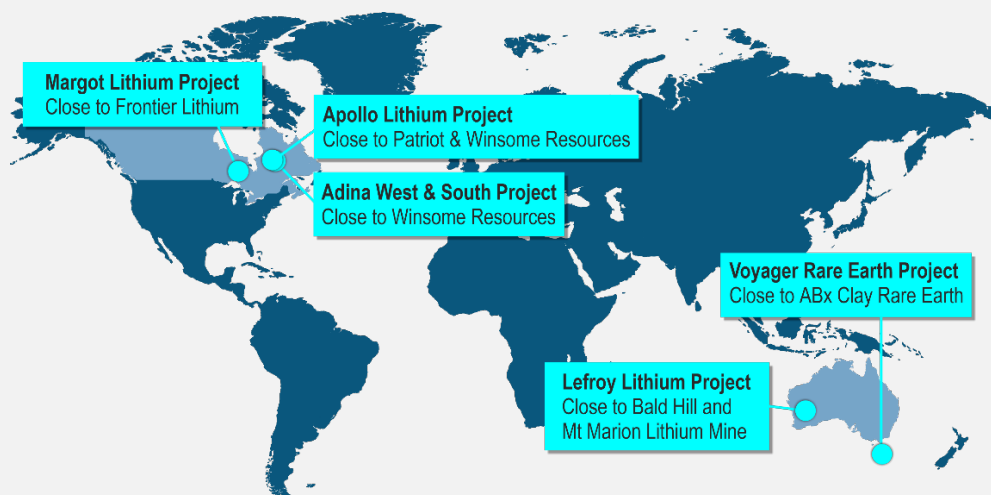 Margot Lithium Project
Close to Frontier Lithium
Apollo Lithium Project
Close to Patriot & Winsome Resources
Adina West & South Project
Close to Winsome Resources
Voyager Rare Earth Project
Close to ABx Clay Rare Earth
Lefroy Lithium Project
Close to Bald Hill and
Mt Marion Lithium Mine